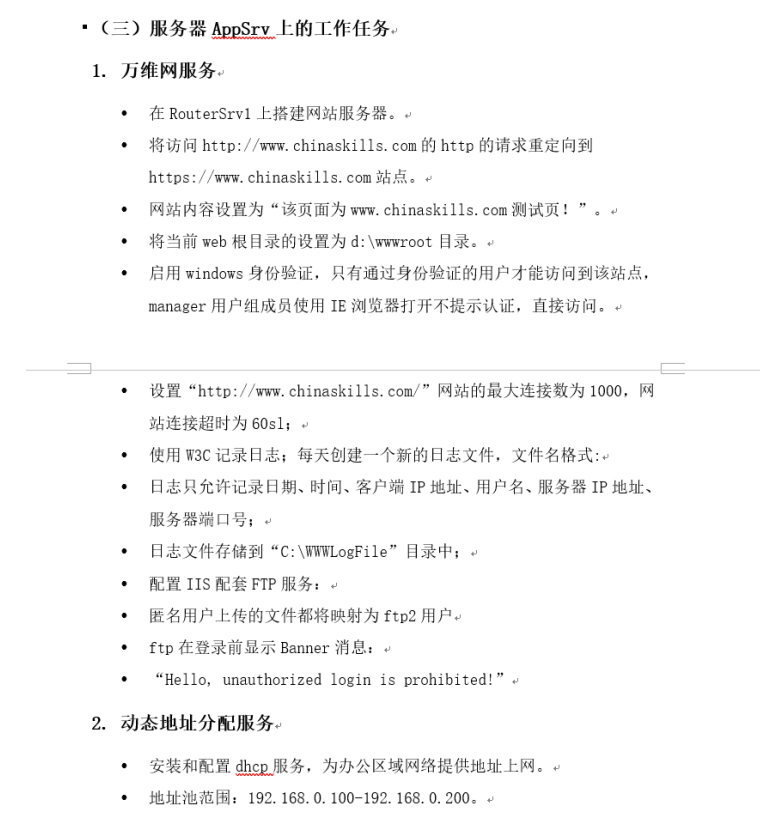 （三）服务器 AppSrv 上的工作任务
1. 万维网服务
• 在 RouterSrv1 上搭建网站服务器。
• 将访问 http://www.chinaskills.com 的 http 的请求重定向到
https://www.chinaskills.com 站点。
• 网站内容设置为“该页面为 www.chinaskills.com 测试页！”。
• 将当前 web 根目录的设置为 d:\wwwroot 目录。
• 启用 windows 身份验证，只有通过身份验证的用户才能访问到该站点，
manager 用户组成员使用 IE 浏览器打开不提示认证，直接访问。
• 设置“http://www.chinaskills.com/”网站的最大连接数为 1000，网
站连接超时为 60sl；
• 使用 W3C 记录日志；每天创建一个新的日志文件，文件名格式:
• 日志只允许记录日期、时间、客户端 IP 地址、用户名、服务器 IP 地址、
服务器端口号；
• 日志文件存储到“C:\WWWLogFile”目录中；
• 配置 IIS 配套 FTP 服务：
• 匿名用户上传的文件都将映射为 ftp2 用户
• ftp 在登录前显示 Banner 消息：
• “Hello, unauthorized login is prohibited!”
2. 动态地址分配服务
• 安装和配置 dhcp 服务，为办公区域网络提供地址上网。
• 地址池范围：192.168.0.100-192.168.0.200。